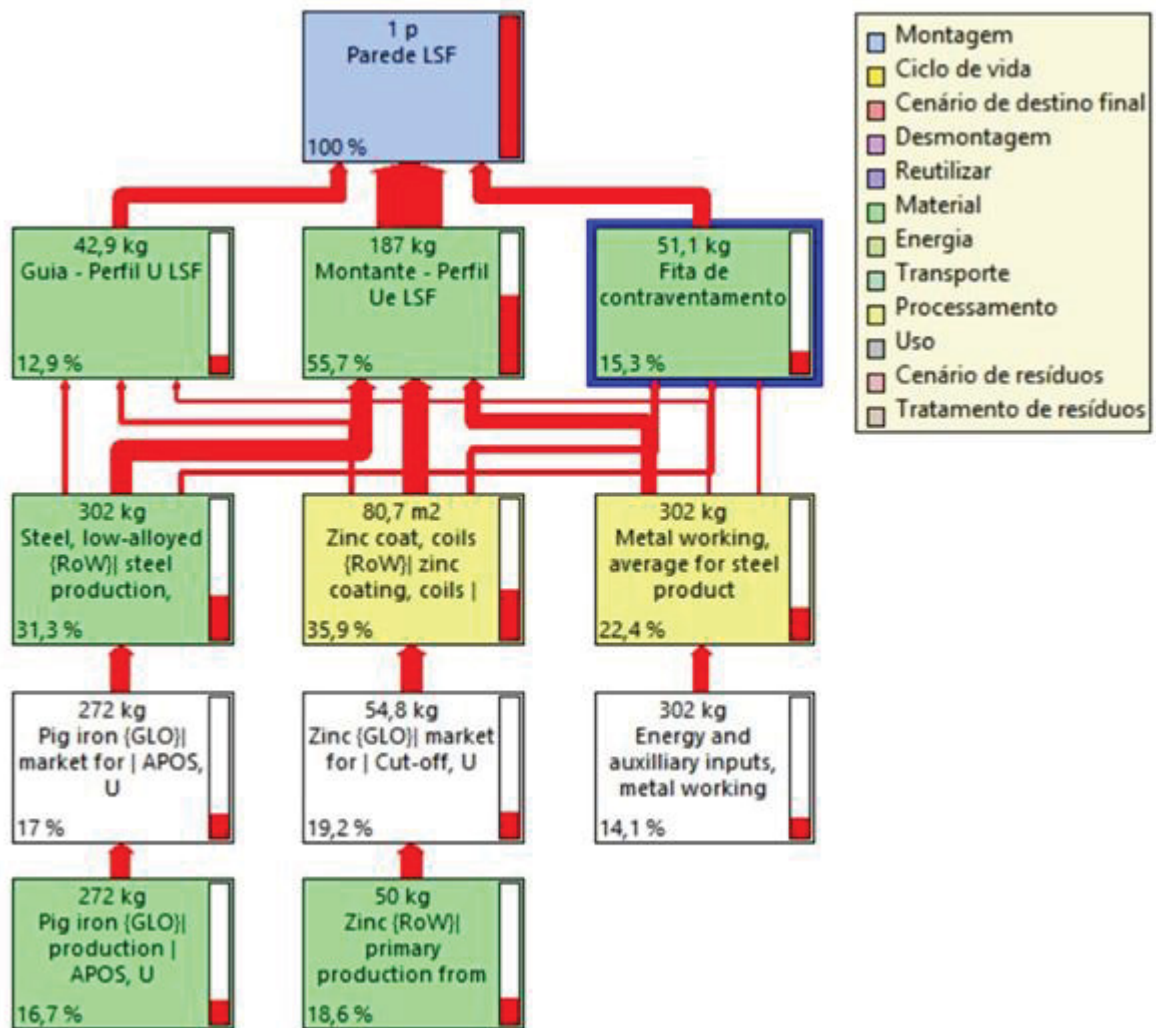 1 p
Parede LSF
100 %
Montagem
Ciclo de vida
Cenário de destino final
Desmontagem
Reutilizar
Material
Energia
Transporte
Processamento
Uso
Cenário de resíduos
Tratamento de resíduos
42,9 kg
Guia - Perfil U LSF
12,9 %
187 kg
Montante - Perfil
Ue LSF
55,7 %
51,1 kg
Fita de
contraventamento
15,3 %
302 kg
Steel, low-alloyed
{RoW}| steel
production,
31,3 %
80,7 m2
Zinc coat, coils
{RoW}| zinc
coating, coils |
35,9 %
302 kg
Metal working,
average for steel
product
22,4 %
272 kg
Pig iron {GLO}|
market for | APOS,
U
17 %
54,8 kg
Zinc {GLO}| market
for | Cut-off, U
19,2 %
302 kg
Energy and
auxilliary inputs,
metal working
14,1 %
272 kg
Pig iron {GLO}|
production |
APOS, U
16,7 %
50 kg
Zinc {RoW}|
primary
production from
18,6 %